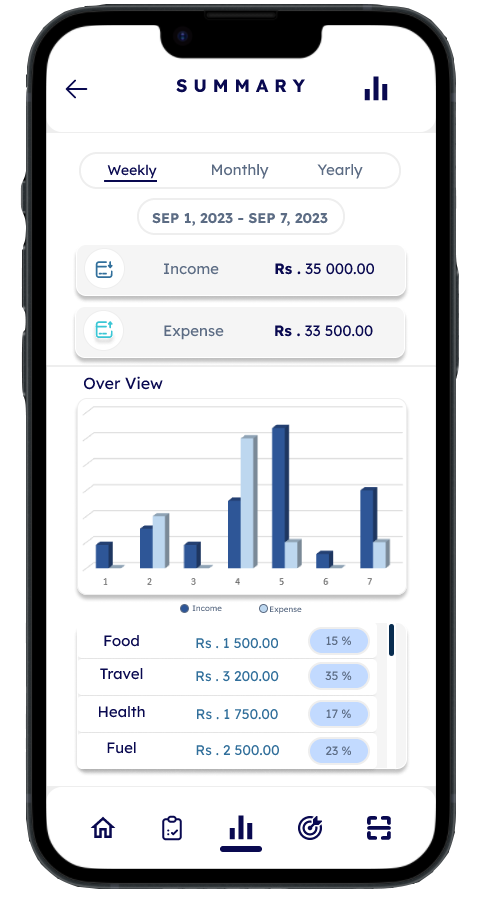 SUMMARY
Weekly Monthly Yearly
SEP 1, 2023 - SEP 7, 2023
Income Rs . 35 000.00
Expense Rs . 33 500.00
Over View
1 2 3 4 5 6 7
Income Expense
Food Rs . 1 500.00 15 %
Travel Rs . 3 200.00 35 %
Health Rs . 1 750.00 17 %
Fuel Rs . 2 500.00 23 %